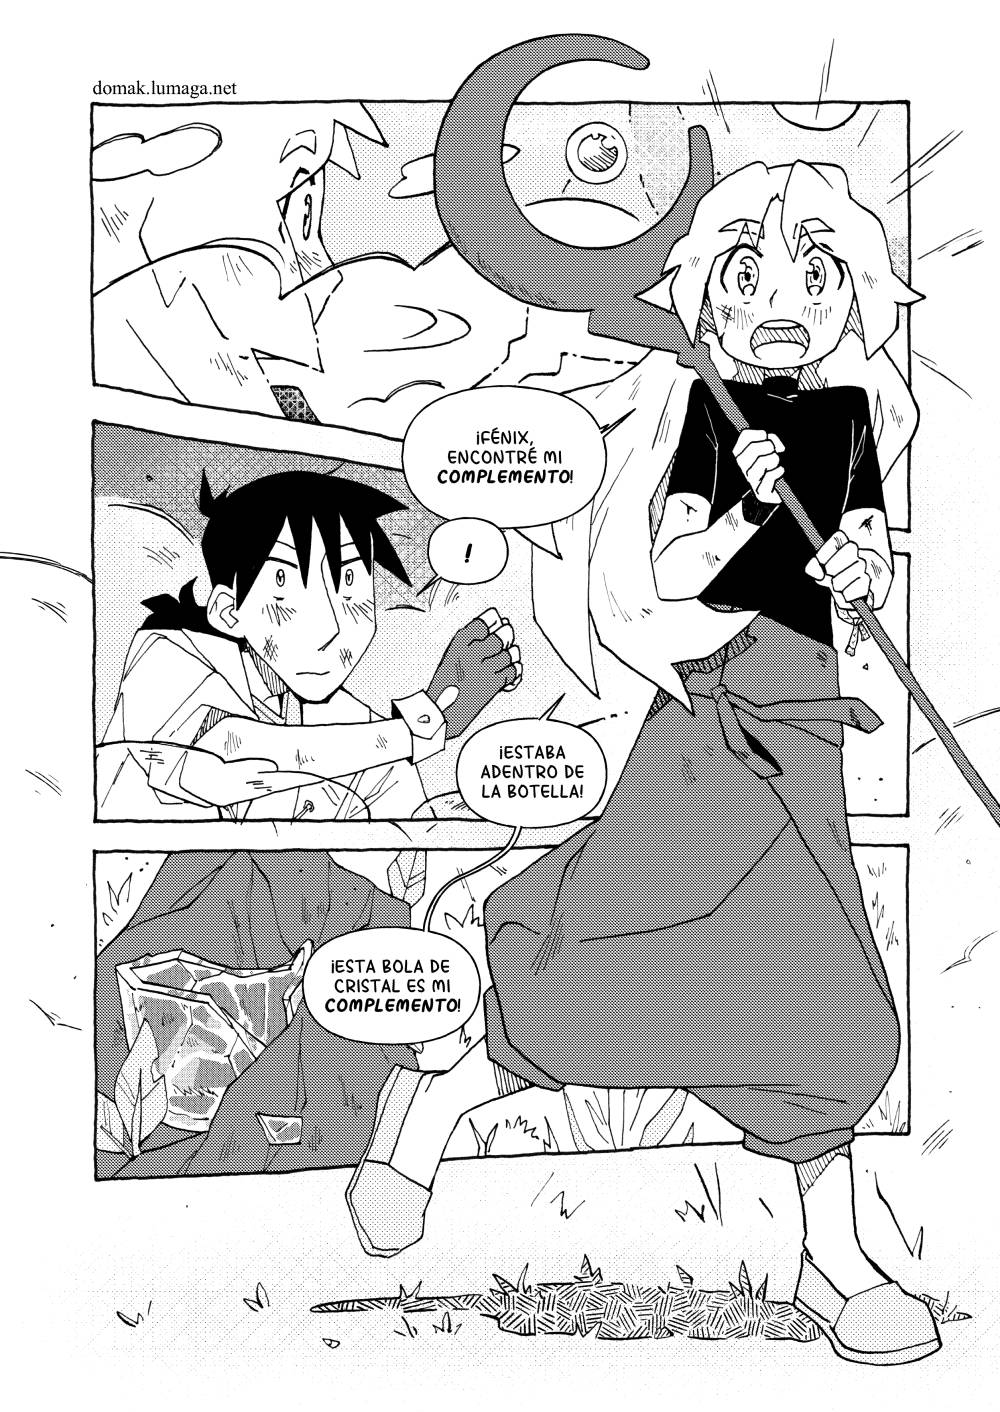 domak.lumaga.net
¡FÉNIX,
ENCONTRÉ MI
COMPLEMENTO!
!
¡ESTABA
ADENTRO DE
LA BOTELLA!
¡ESTA BOLA DE
CRISTAL ES MI
COMPLEMENTO!